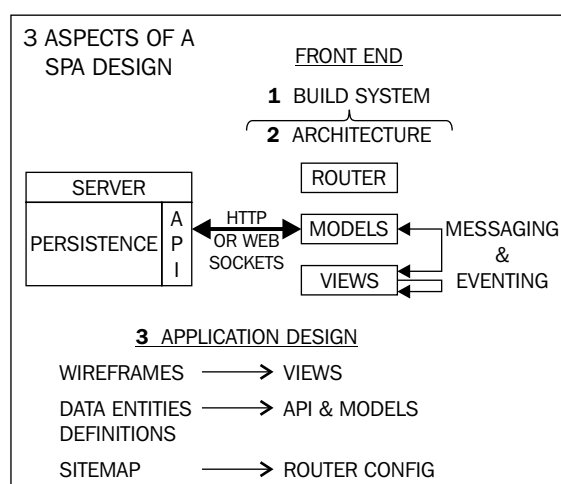 3 ASPECTS OF A
SPA DESIGN
FRONT END
1 BUILD SYSTEM
2 ARCHITECTURE
ROUTER
SERVER
PERSISTENCE
A
P
I
HTTP
OR WEB
SOCKETS
MODELS
VIEWS
MESSAGING
&
EVENTING
3 APPLICATION DESIGN
WIREFRAMES
VIEWS
DATA ENTITIES
DEFINITIONS
API & MODELS
SITEMAP
ROUTER CONFIG